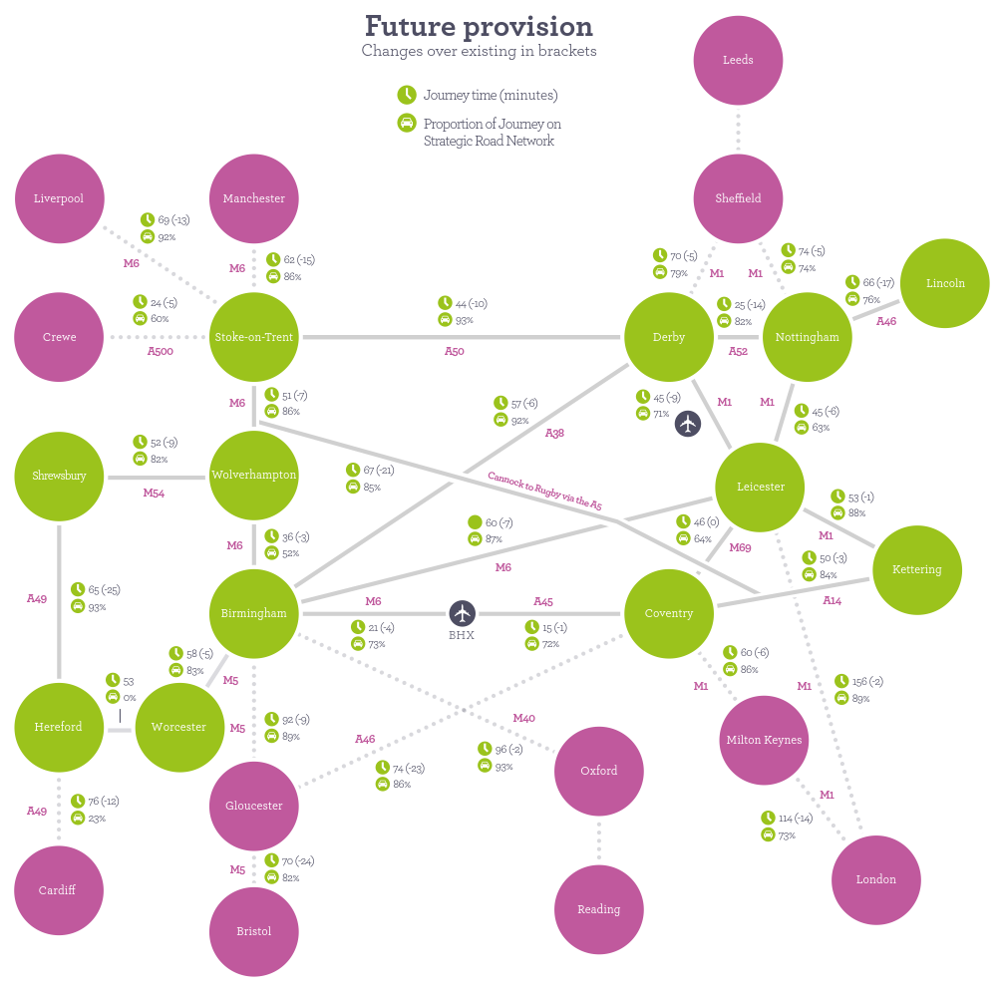 Future provision
Changes over existing in brackets
Journey time (minutes)
Proportion of Journey on
Strategic Road Network
Leeds
Liverpool
Manchester
Sheffield
69 (-13)
92%
M6
62 (-15)
86%
M6
70 (-5)
79%
M1
M1
74 (-5)
74%
66 (-17)
76%
A46
Lincoln
24 (-5)
60%
A500
Crewe
Stoke-on-Trent
44 (-10)
93%
A50
Derby
25 (-14)
82%
A52
Nottingham
51 (-7)
86%
M6
57 (-6)
92%
A38
45 (-9)
71%
M1
M1
45 (-6)
63%
52 (-9)
82%
M54
Shrewsbury
Wolverhampton
67 (-21)
85%
Cannock to Rugby via the A5
Leicester
53 (-1)
88%
M1
36 (-3)
52%
M6
60 (-7)
87%
M6
46 (0)
64%
M69
50 (-3)
84%
A14
Kettering
65 (-25)
93%
A49
Birmingham
M6
21 (-4)
73%
BHX
A45
15 (-1)
72%
Coventry
58 (-5)
83%
M5
53
0%
60 (-6)
86%
M1
M1
156 (-2)
89%
Hereford
Worcester
M5
92 (-9)
89%
M40
96 (-2)
93%
A46
74 (-23)
86%
Milton Keynes
Oxford
76 (-12)
23%
A49
Gloucester
M1
114 (-14)
73%
M5
70 (-24)
82%
Cardiff
Bristol
Reading
London